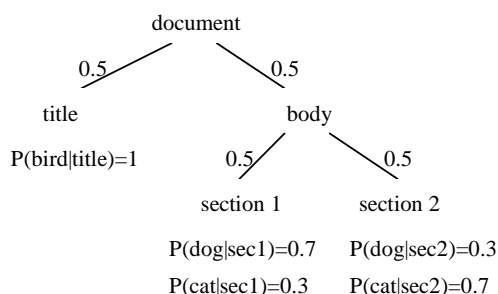 document
0.5 0.5
title body
P(bird|title)=1
0.5 0.5
section 1 section 2
P(dog|sec1)=0.7 P(dog|sec2)=0.3
P(cat|sec1)=0.3 P(cat|sec2)=0.7